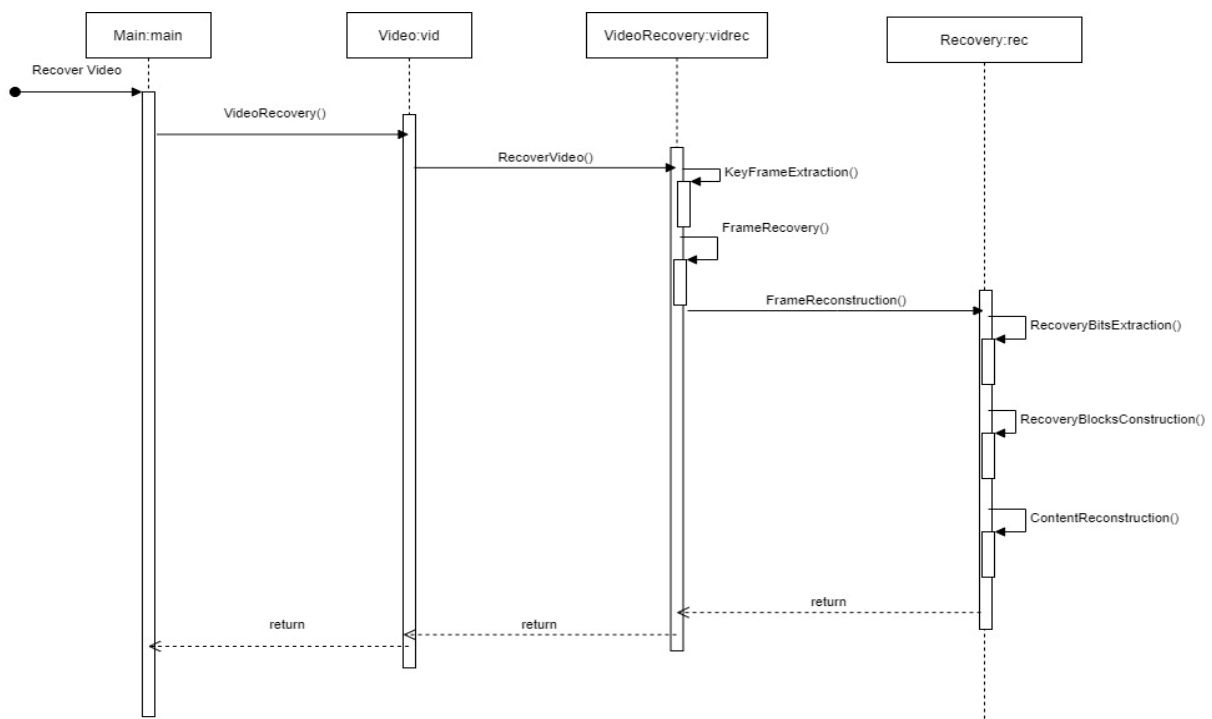 Main:main
Video:vid
VideoRecovery:vidrec
Recovery:rec
Recover Video
VideoRecovery()
RecoverVideo()
KeyFrameExtraction()
FrameRecovery()
FrameReconstruction()
RecoveryBitsExtraction()
RecoveryBlocksConstruction()
ContentReconstruction()
return
return
return